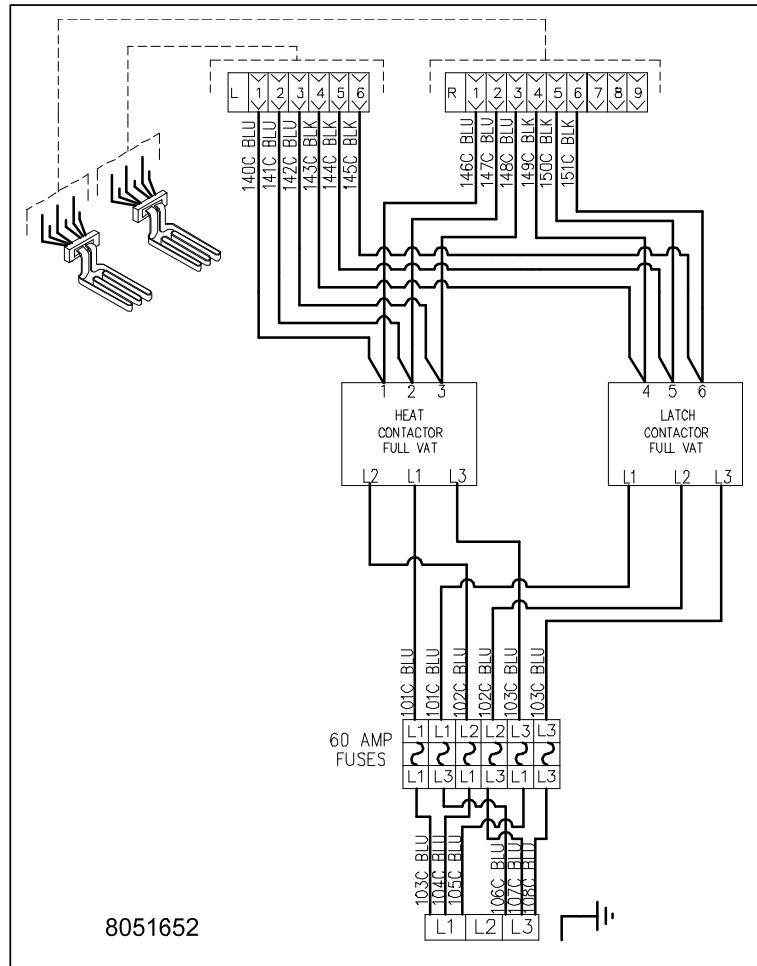 L 1 2 3 4 5 6
R 1 2 3 4 5 6 7 8 9
140C BLU
141C BLU
142C BLU
143C BLK
144C BLK
145C BLK
146C BLU
147C BLU
148C BLU
149C BLK
150C BLK
151C BLK
1 2 3
HEAT
CONTACTOR
FULL VAT
L2 L1 L3
4 5 6
LATCH
CONTACTOR
FULL VAT
L1 L2 L3
101C BLU
101C BLU
102C BLU
102C BLU
103C BLU
103C BLU
60 AMP
FUSES
L1 L1 L2 L2 L3 L3
L1 L3 L1 L3 L1 L3
103C BLU
104C BLU
105C BLU
106C BLU
107C BLU
108C BLU
L1 L2 L3
8051652